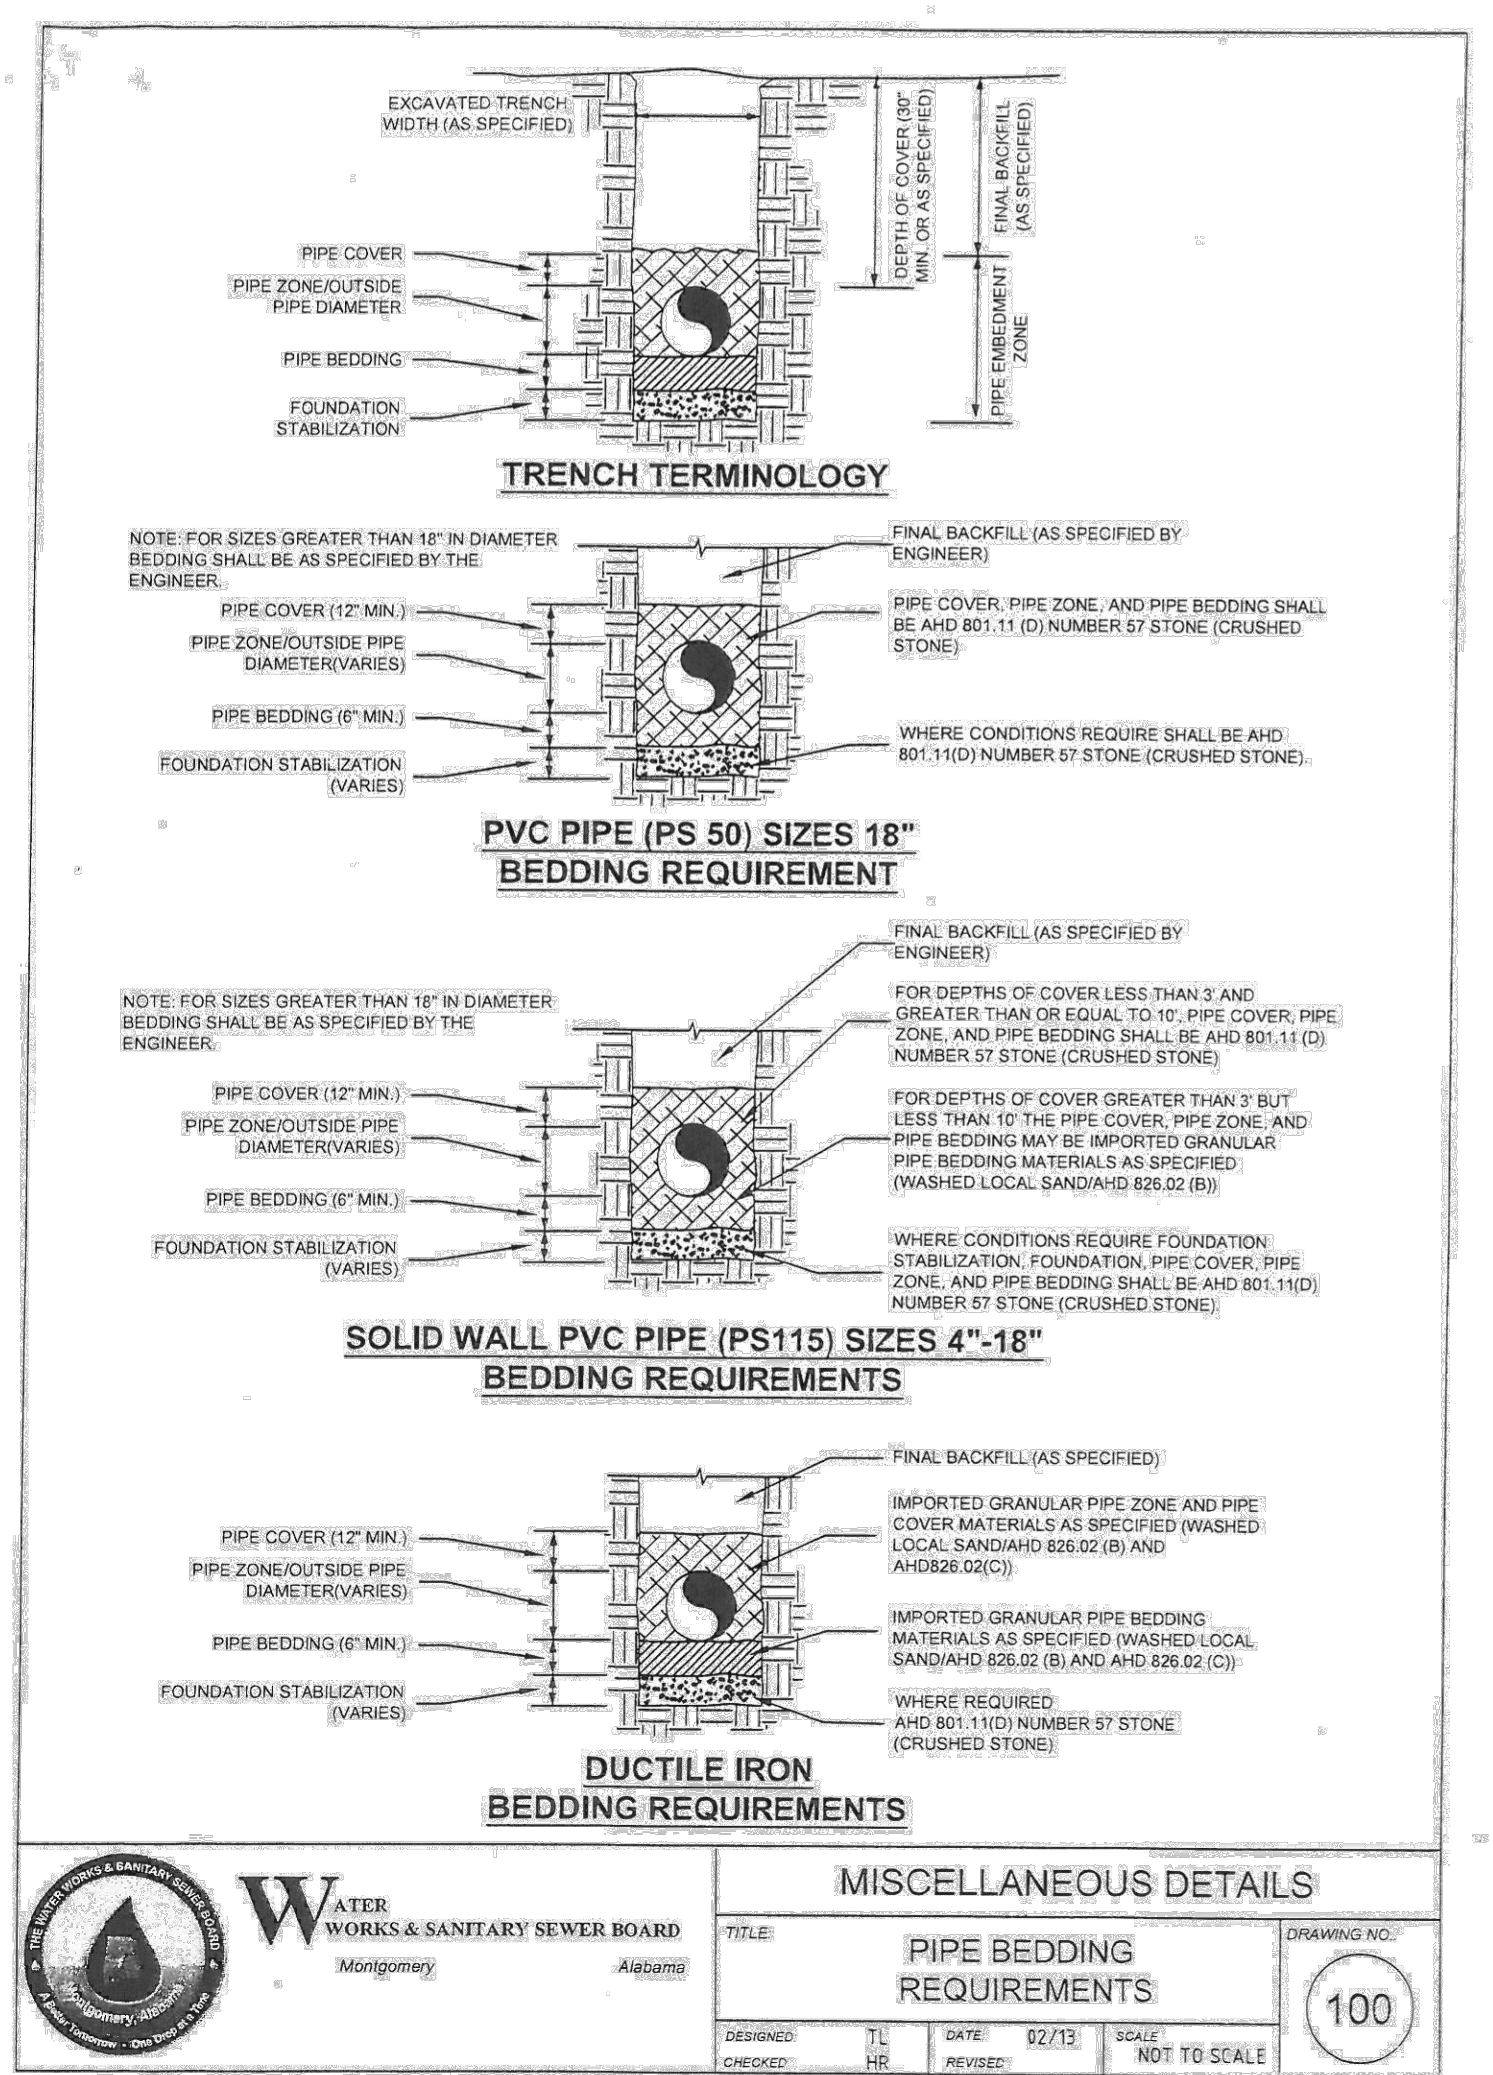 EXCAVATED TRENCH
WIDTH (AS SPECIFIED)
DEPTH OF COVER (30"
MIN. OR AS SPECIFIED)
FINAL BACKFILL
(AS SPECIFIED)
PIPE EMBEDMENT
ZONE
PIPE COVER
PIPE ZONE/OUTSIDE
PIPE DIAMETER
PIPE BEDDING
FOUNDATION
STABILIZATION
TRENCH TERMINOLOGY
NOTE: FOR SIZES GREATER THAN 18" IN DIAMETER
BEDDING SHALL BE AS SPECIFIED BY THE
ENGINEER.
PIPE COVER (12" MIN.)
PIPE ZONE/OUTSIDE PIPE
DIAMETER(VARIES)
PIPE BEDDING (6" MIN.)
FOUNDATION STABILIZATION
(VARIES)
FINAL BACKFILL (AS SPECIFIED BY
ENGINEER)
PIPE COVER, PIPE ZONE, AND PIPE BEDDING SHALL
BE AHD 801.11 (D) NUMBER 57 STONE (CRUSHED
STONE)
WHERE CONDITIONS REQUIRE SHALL BE AHD
801.11(D) NUMBER 57 STONE (CRUSHED STONE).
PVC PIPE (PS 50) SIZES 18"
BEDDING REQUIREMENT
NOTE: FOR SIZES GREATER THAN 18" IN DIAMETER
BEDDING SHALL BE AS SPECIFIED BY THE
ENGINEER.
PIPE COVER (12" MIN.)
PIPE ZONE/OUTSIDE PIPE
DIAMETER(VARIES)
PIPE BEDDING (6" MIN.)
FOUNDATION STABILIZATION
(VARIES)
FINAL BACKFILL (AS SPECIFIED BY
ENGINEER)
FOR DEPTHS OF COVER LESS THAN 3' AND
GREATER THAN OR EQUAL TO 10', PIPE COVER, PIPE
ZONE, AND PIPE BEDDING SHALL BE AHD 801.11 (D)
NUMBER 57 STONE (CRUSHED STONE)
FOR DEPTHS OF COVER GREATER THAN 3' BUT
LESS THAN 10' THE PIPE COVER, PIPE ZONE, AND
PIPE BEDDING MAY BE IMPORTED GRANULAR
PIPE BEDDING MATERIALS AS SPECIFIED
(WASHED LOCAL SAND/AHD 826.02 (B))
WHERE CONDITIONS REQUIRE FOUNDATION
STABILIZATION, FOUNDATION, PIPE COVER, PIPE
ZONE, AND PIPE BEDDING SHALL BE AHD 801.11(D)
NUMBER 57 STONE (CRUSHED STONE)
SOLID WALL PVC PIPE (PS115) SIZES 4"-18"
BEDDING REQUIREMENTS
PIPE COVER (12" MIN.)
PIPE ZONE/OUTSIDE PIPE
DIAMETER(VARIES)
PIPE BEDDING (6" MIN.)
FOUNDATION STABILIZATION
(VARIES)
FINAL BACKFILL (AS SPECIFIED)
IMPORTED GRANULAR PIPE ZONE AND PIPE
COVER MATERIALS AS SPECIFIED (WASHED
LOCAL SAND/AHD 826.02 (B) AND
AHD826.02(C))
IMPORTED GRANULAR PIPE BEDDING
MATERIALS AS SPECIFIED (WASHED LOCAL
SAND/AHD 826.02 (B) AND AHD 826.02 (C))
WHERE REQUIRED
AHD 801.11(D) NUMBER 57 STONE
(CRUSHED STONE)
DUCTILE IRON
BEDDING REQUIREMENTS
THE WATER WORKS & SANITARY SEWER BOARD
Montgomery, Alabama
A Better Tomorrow - One Drop at a Time
WATER
WORKS & SANITARY SEWER BOARD
Montgomery Alabama
MISCELLANEOUS DETAILS
TITLE
PIPE BEDDING
REQUIREMENTS
DRAWING NO.
100
DESIGNED TL
CHECKED HR
DATE 02/13
REVISED
SCALE
NOT TO SCALE